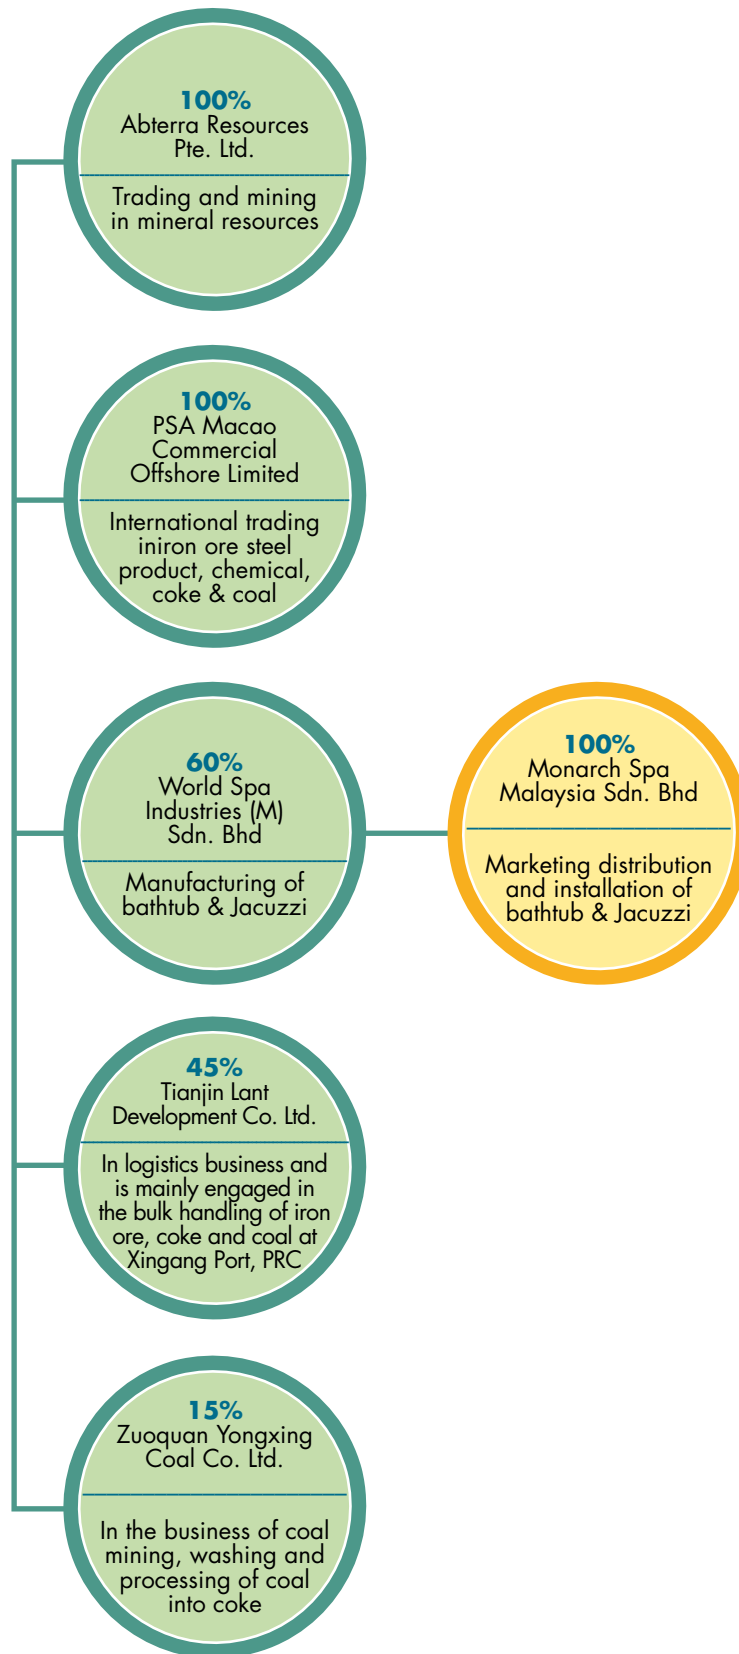 100%
Abterra Resources
Pte. Ltd.
Trading and mining
in mineral resources
100%
PSA Macao
Commercial
Offshore Limited
International trading
iniron ore steel
product, chemical,
coke & coal
60%
World Spa
Industries (M)
Sdn. Bhd
Manufacturing of
bathtub & Jacuzzi
100%
Monarch Spa
Malaysia Sdn. Bhd
Marketing distribution
and installation of
bathtub & Jacuzzi
45%
Tianjin Lant
Development Co. Ltd.
In logistics business and
is mainly engaged in
the bulk handling of iron
ore, coke and coal at
Xingang Port, PRC
15%
Zuoquan Yongxing
Coal Co. Ltd.
In the business of coal
mining, washing and
processing of coal
into coke